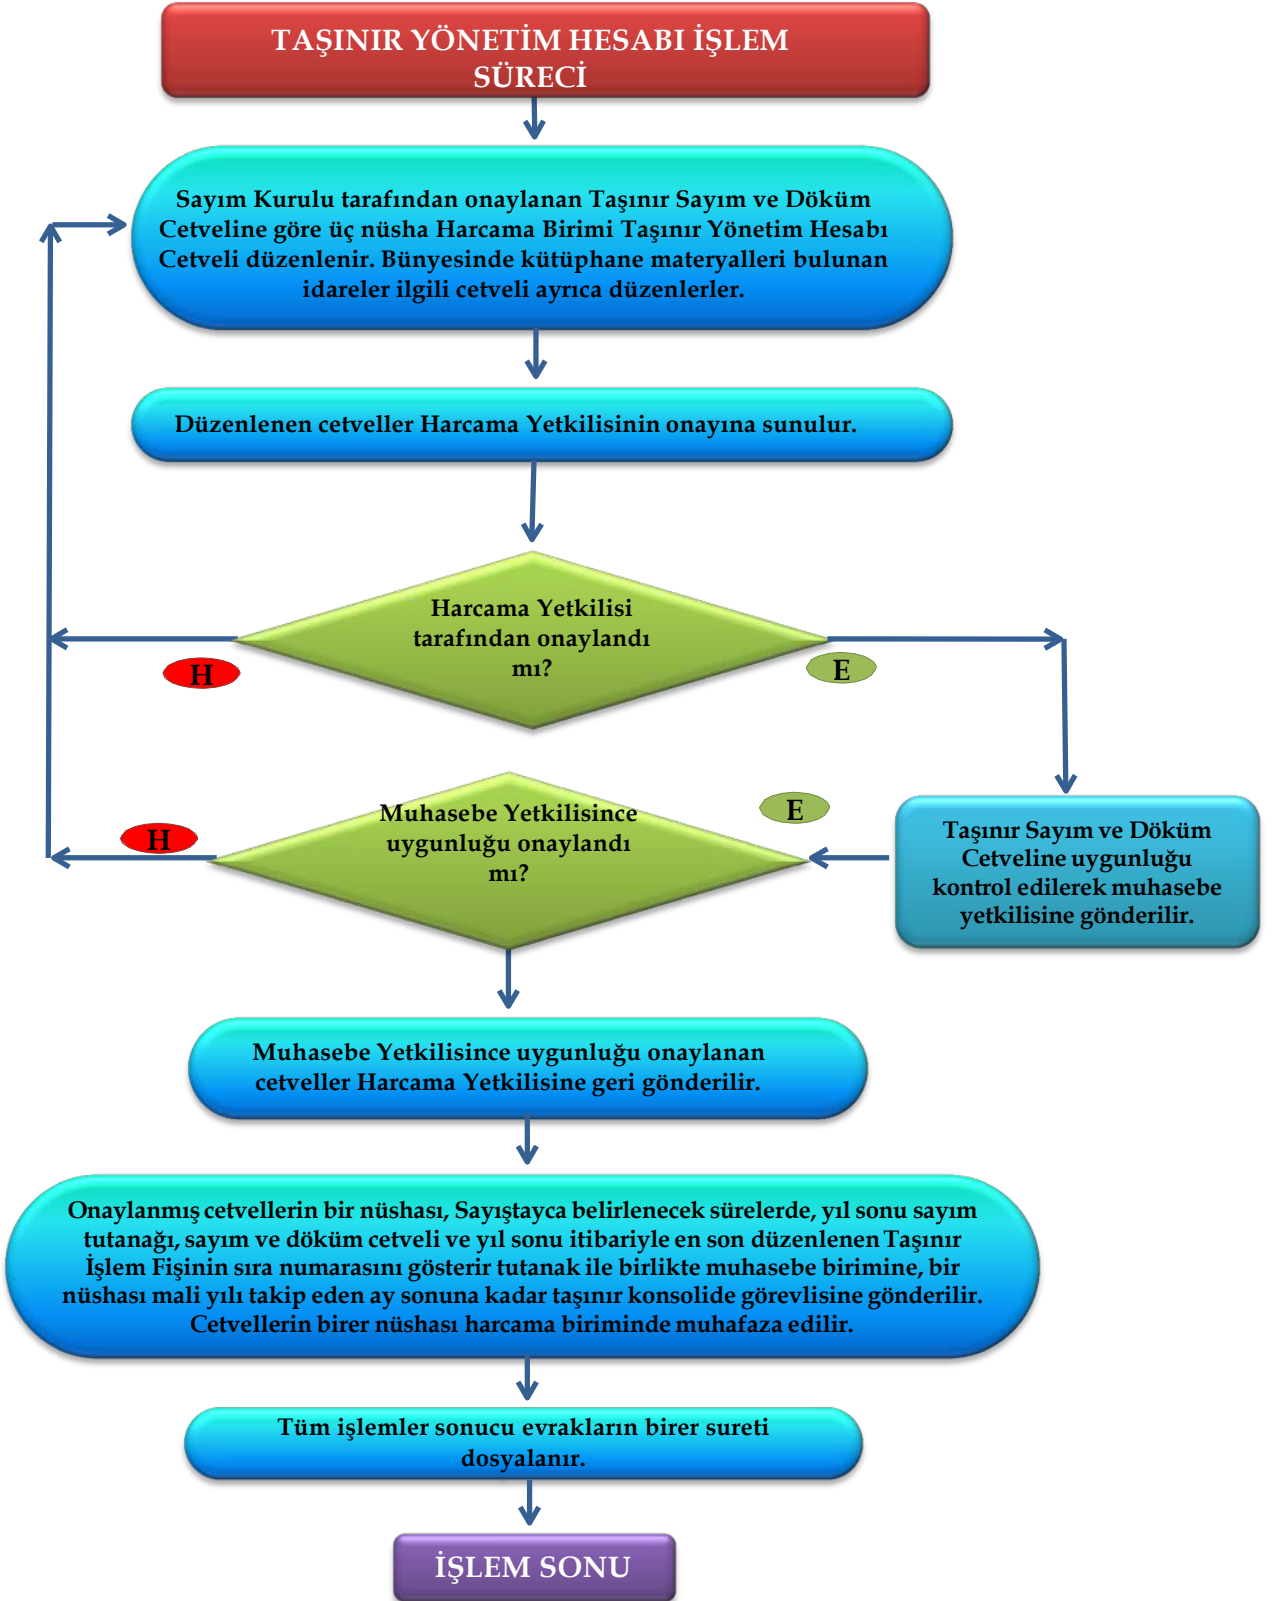 TAŞINIR YÖNETİM HESABI İŞLEM
SÜRECİ
Sayım Kurulu tarafından onaylanan Taşınır Sayım ve Döküm
Cetveline göre üç nüsha Harcama Birimi Taşınır Yönetim Hesabı
Cetveli düzenlenir. Bünyesinde kütüphane materyalleri bulunan
idareler ilgili cetveli ayrıca düzenlerler.
Düzenlenen cetveller Harcama Yetkilisinin onayına sunulur.
Harcama Yetkilisi
tarafından onaylandı
mı?
H
E
Muhasebe Yetkilisince
uygunluğu onaylandı
mı?
H
E
Taşınır Sayım ve Döküm
Cetveline uygunluğu
kontrol edilerek muhasebe
yetkilisine gönderilir.
Muhasebe Yetkilisince uygunluğu onaylanan
cetveller Harcama Yetkilisine geri gönderilir.
Onaylanmış cetvellerin bir nüshası, Sayıştayca belirlenecek sürelerde, yıl sonu sayım
tutanağı, sayım ve döküm cetveli ve yıl sonu itibariyle en son düzenlenen Taşınır
İşlem Fişinin sıra numarasını gösterir tutanak ile birlikte muhasebe birimine, bir
nüshası mali yılı takip eden ay sonuna kadar taşınır konsolide görevlisine gönderilir.
Cetvellerin birer nüshası harcama biriminde muhafaza edilir.
Tüm işlemler sonucu evrakların birer sureti
dosyalanır.
İŞLEM SONU